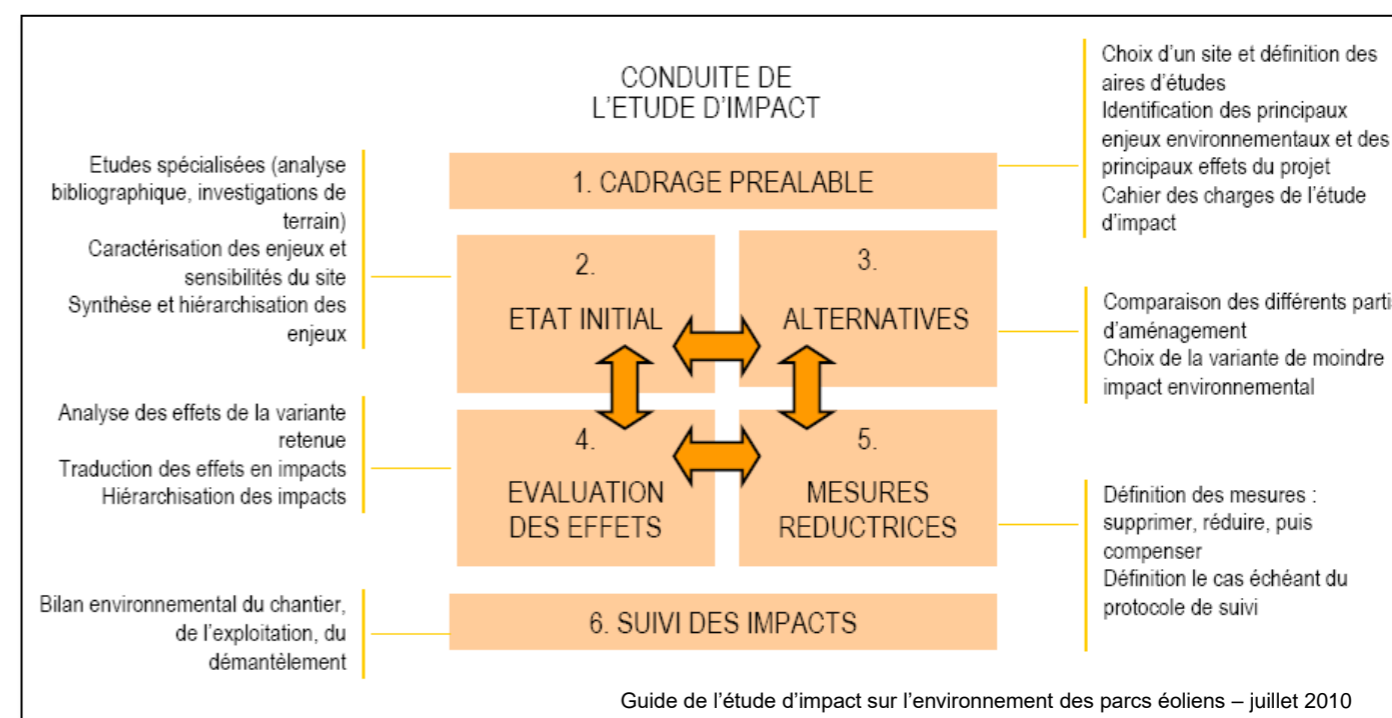 CONDUITE DE
L'ETUDE D'IMPACT
Choix d'un site et définition des
aires d'études
Identification des principaux
enjeux environnementaux et des
principaux effets du projet
Cahier des charges de l'étude
d'impact
1. CADRAGE PREALABLE
Etudes spécialisées (analyse
bibliographique, investigations de
terrain)
Caractérisation des enjeux et
sensibilités du site
Synthèse et hiérarchisation des
enjeux
2.
ETAT INITIAL
3.
ALTERNATIVES
Comparaison des différents parti
d'aménagement
Choix de la variante de moindre
impact environnemental
Analyse des effets de la variante
retenue
Traduction des effets en impacts
Hiérarchisation des impacts
4.
EVALUATION
DES EFFETS
5.
MESURES
REDUCTRICES
Définition des mesures :
supprimer, réduire, puis
compenser
Définition le cas échéant du
protocole de suivi
Bilan environnemental du chantier,
de l'exploitation, du
démantèlement
6. SUIVI DES IMPACTS
Guide de l'étude d'impact sur l'environnement des parcs éoliens – juillet 2010